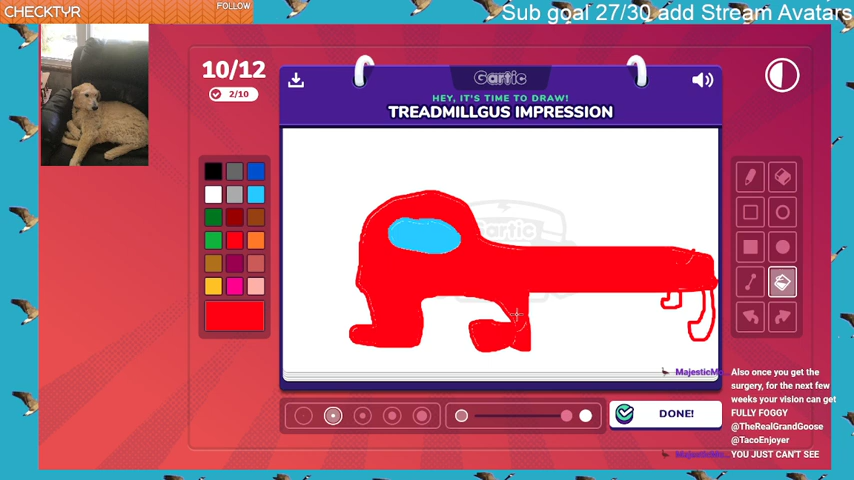 CHECKTYR
FOLLOW
Sub goal 27/30 add Stream Avatars
10/12
2/10
Gartic
HEY, IT'S TIME TO DRAW!
TREADMILLGUS IMPRESSION
Gartic
DONE!
MajesticMo... Also once you get the
surgery, for the next few
weeks your vision can get
FULLY FOGGY
@TheRealGrandGoose
@TacoEnjoyer
YOU JUST CAN'T SEE